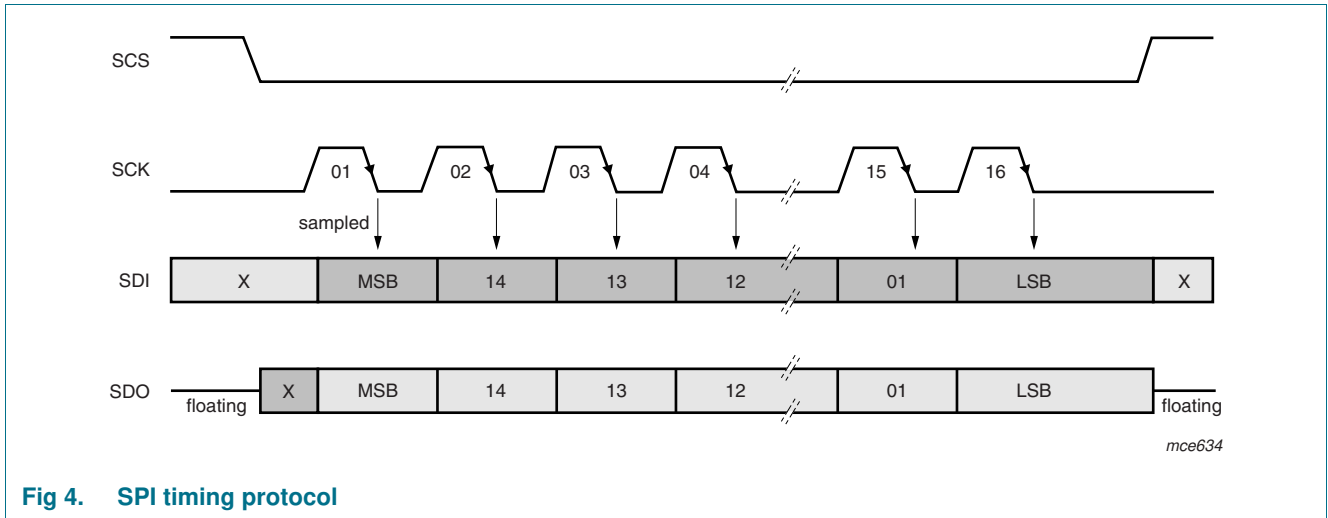 SCS
SCK
01 02 03 04 15 16
sampled
SDI
X MSB 14 13 12 01 LSB X
SDO
X MSB 14 13 12 01 LSB
floating
floating
mce634
Fig 4. SPI timing protocol